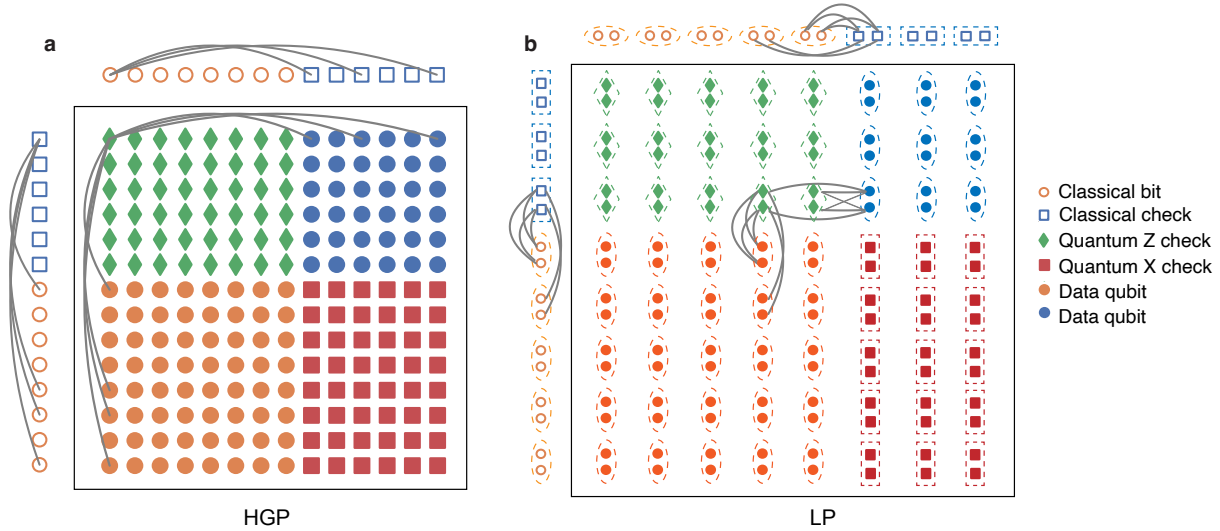 a
b
Classical bit
Classical check
Quantum Z check
Quantum X check
Data qubit
Data qubit
HGP
LP